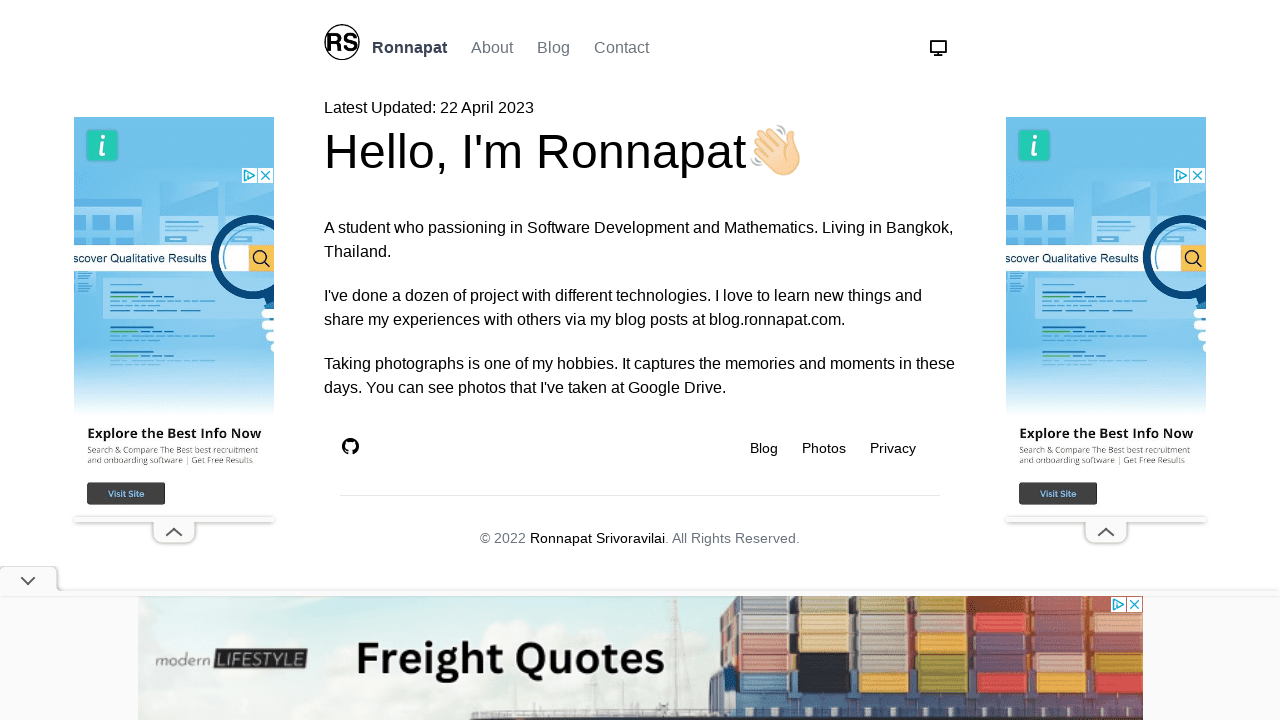 RS
Ronnapat About Blog Contact
Latest Updated: 22 April 2023
Hello, I'm Ronnapat👋🏻
A student who passioning in Software Development and Mathematics. Living in Bangkok,
Thailand.
I've done a dozen of project with different technologies. I love to learn new things and
share my experiences with others via my blog posts at blog.ronnapat.com.
Taking photographs is one of my hobbies. It captures the memories and moments in these
days. You can see photos that I've taken at Google Drive.
Blog Photos Privacy
© 2022 Ronnapat Srivoravilai. All Rights Reserved.
i
scover Qualitative Results
Explore the Best Info Now
Search & Compare The Best best recruitment
and onboarding software | Get Free Results
Visit Site
i
scover Qualitative Results
Explore the Best Info Now
Search & Compare The Best best recruitment
and onboarding software | Get Free Results
Visit Site
modern LIFESTYLE
Freight Quotes